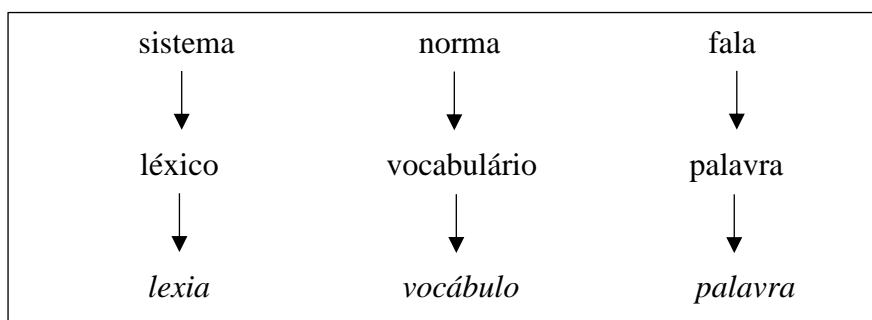 sistema norma fala
léxico vocabulário palavra
lexia vocábulo palavra